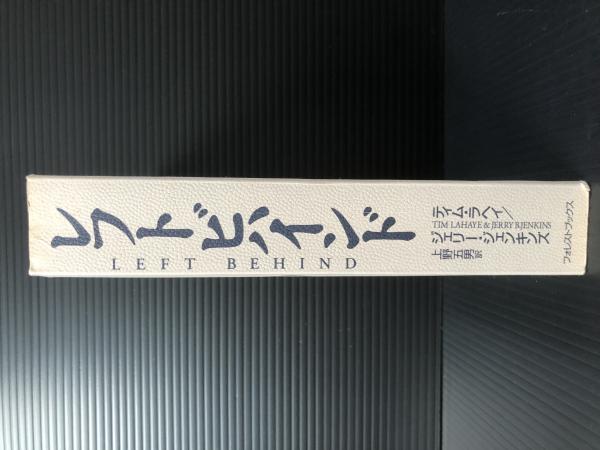 レフトビハインド
LEFT BEHIND
ティム・ラヘイ/
TIM LAHAYE & JERRY B.JENKINS
ジェリー・ジェンキンズ
上野五男訳
フォレストブックス